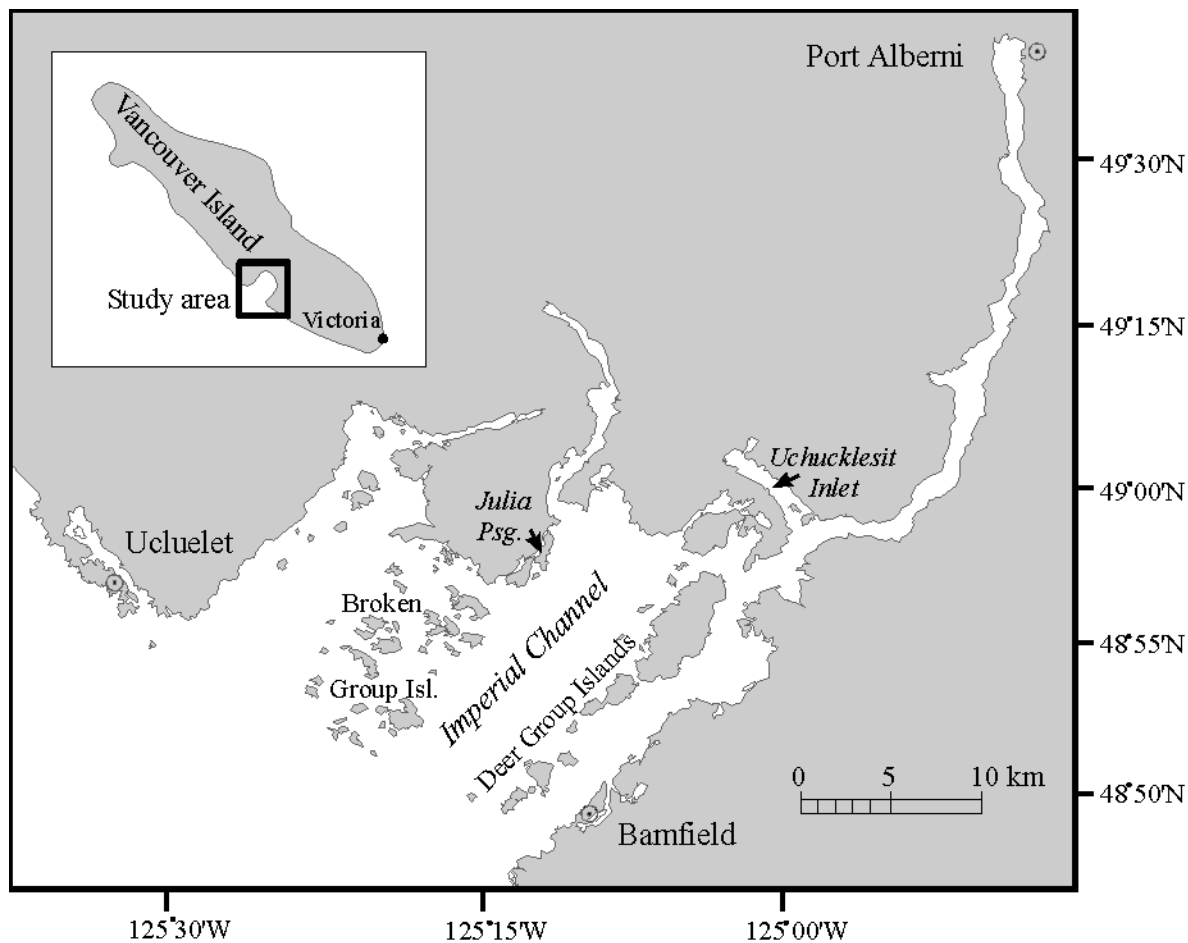 Port Alberni
Vancouver Island
Study area
Victoria
49°30'N
49°15'N
Uchucklesit
Inlet
49°00'N
Julia
Psg.
Ucluelet
Broken
Group Isl.
Imperial Channel
Deer Group Islands
48°55'N
0 5 10 km
48°50'N
Bamfield
125°30'W
125°15'W
125°00'W